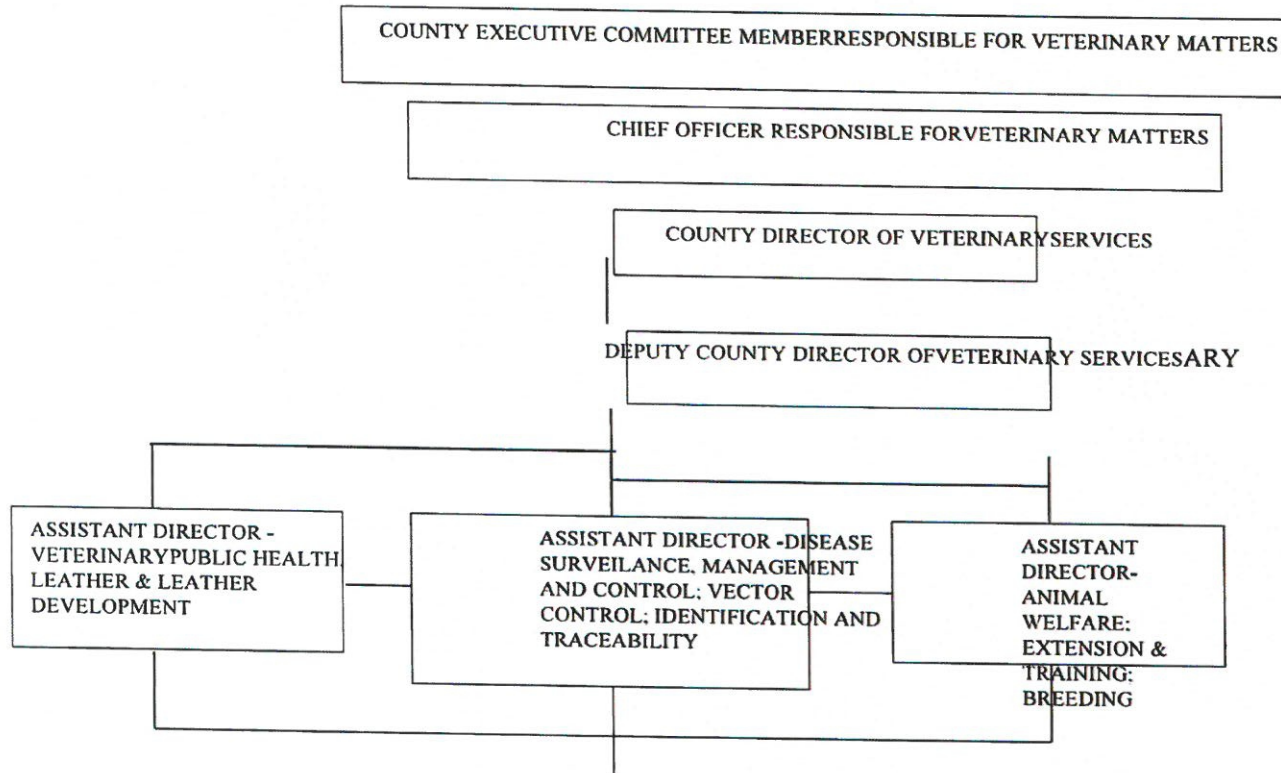 COUNTY EXECUTIVE COMMITTEE MEMBERRESPONSIBLE FOR VETERINARY MATTERS
CHIEF OFFICER RESPONSIBLE FORVETERINARY MATTERS
COUNTY DIRECTOR OF VETERINARYSERVICES
DEPUTY COUNTY DIRECTOR OFVETERINARY SERVICESARY
ASSISTANT DIRECTOR -
VETERINARYPUBLIC HEALTH,
LEATHER & LEATHER
DEVELOPMENT
ASSISTANT DIRECTOR -DISEASE
SURVEILANCE, MANAGEMENT
AND CONTROL; VECTOR
CONTROL; IDENTIFICATION AND
TRACEABILITY
ASSISTANT
DIRECTOR-
ANIMAL
WELFARE;
EXTENSION &
TRAINING;
BREEDING